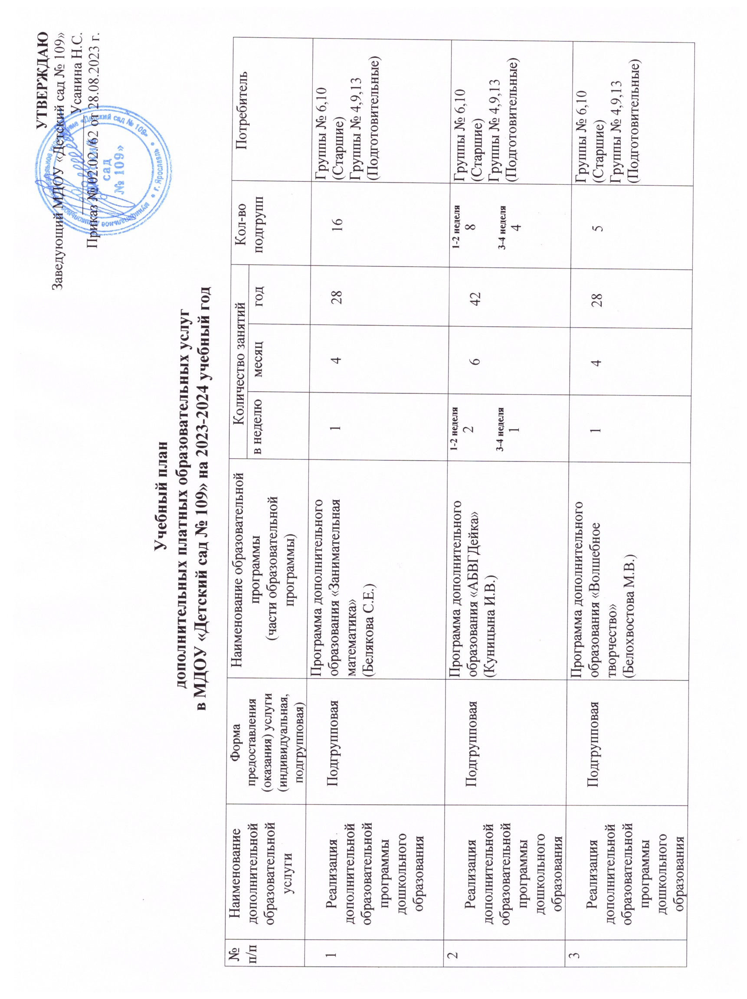 УТВЕРЖДАЮ
Заведующий МДОУ «Детский сад № 109»
Усанина Н.С.
Приказ № 02.02./62 от 28.08.2023 г.
«Детский сад № 109»
г. Ярославль
муниципальное дошкольное
сад
№ 109»
Учебный план
дополнительных платных образовательных услуг
в МДОУ «Детский сад № 109» на 2023-2024 учебный год
№
п/п
Наименование
дополнительной
образовательной
услуги
Форма
предоставления
(оказания) услуги
(индивидуальная,
подгрупповая)
Наименование образовательной
программы
(части образовательной
программы)
Количество занятий
в неделю
месяц
год
Кол-во
подгрупп
Потребитель
1
Реализация
дополнительной
образовательной
программы
дошкольного
образования
Подгрупповая
Программа дополнительного
образования «Занимательная
математика»
(Белякова С.Е.)
1
4
28
16
Группы № 6,10
(Старшие)
Группы № 4,9,13
(Подготовительные)
2
Реализация
дополнительной
образовательной
программы
дошкольного
образования
Подгрупповая
Программа дополнительного
образования «АБВГДейка»
(Куницына И.В.)
1-2 неделя
2
3-4 неделя
1
6
42
1-2 неделя
8
3-4 неделя
4
Группы № 6,10
(Старшие)
Группы № 4,9,13
(Подготовительные)
3
Реализация
дополнительной
образовательной
программы
дошкольного
образования
Подгрупповая
Программа дополнительного
образования «Волшебное
творчество»
(Белохвостова М.В.)
1
4
28
5
Группы № 6,10
(Старшие)
Группы № 4,9,13
(Подготовительные)